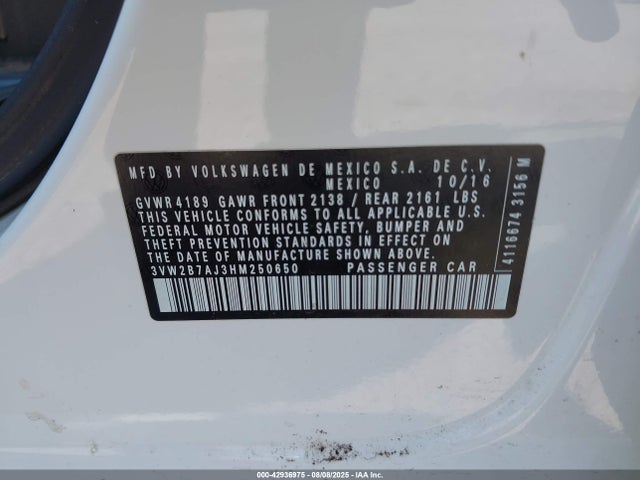 MFD BY VOLKSWAGEN DE MEXICO S.A. DE C.V.
MEXICO 10/16
GVWR 4189 GAWR FRONT 2138 / REAR 2161 LBS
THIS VEHICLE CONFORMS TO ALL APPLICABLE
FEDERAL MOTOR VEHICLE SAFETY, BUMPER AND
THEFT PREVENTION STANDARDS IN EFFECT ON
THE DATE OF MANUFACTURE SHOWN ABOVE.
3VW2B7AJ3HM250650 PASSENGER CAR
4116674 3156 M
000-42936975 - 08/08/2025 - IAA Inc.